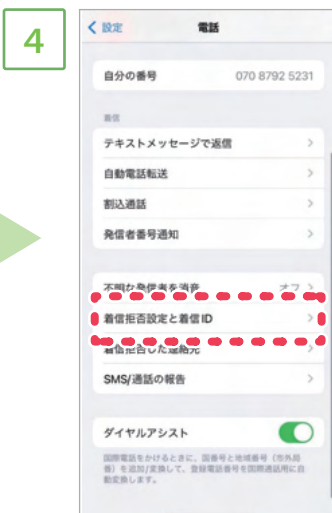 4
設定
電話
自分の番号 070 8792 5231
着信
テキストメッセージで返信
自動電話転送
割込通話
発信者番号通知
不明な発信者を消音 オフ
着信拒否設定と着信ID
着信拒否した連絡先
SMS/通話の報告
ダイヤルアシスト
国際電話をかけるときに、国番号と地域番号（市外局
番）を追加/変換して、登録電話番号を国際通話用に自
動変換します。